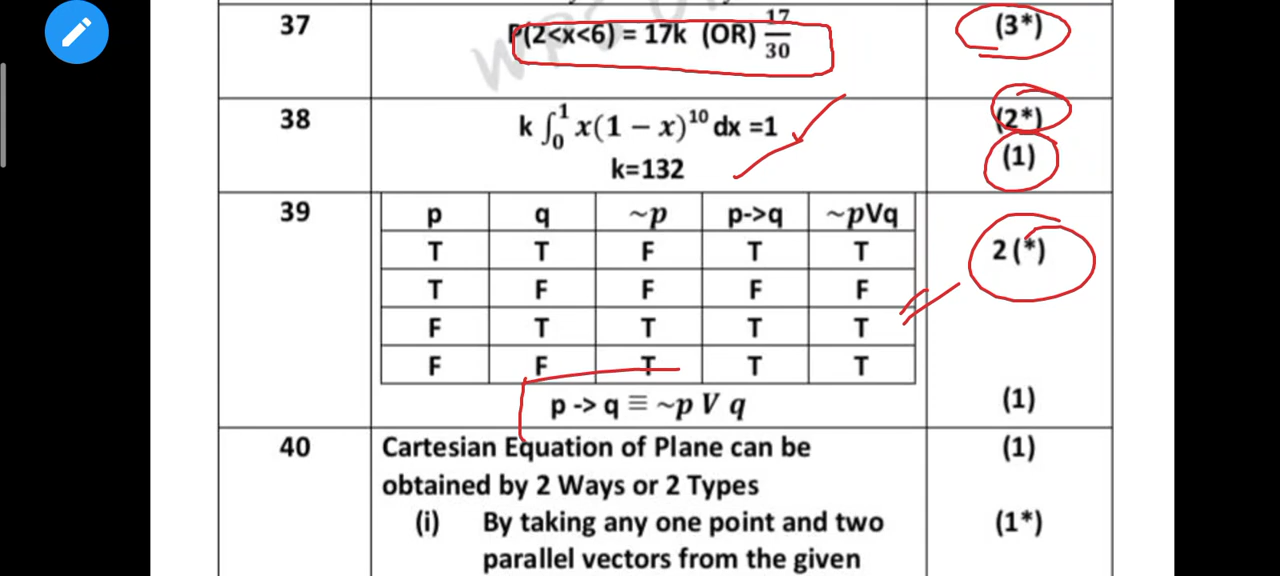 37 P(2<x<6) = 17k (OR) 17/30 (3*)
38 k ∫₀¹ x(1 − x)¹⁰ dx =1 (2*)
k=132 (1)
39 p q ~p p->q ~pVq
T T F T T 2 (*)
T F F F F
F T T T T
F F T T T
p -> q ≡ ~p V q (1)
40 Cartesian Equation of Plane can be (1)
obtained by 2 Ways or 2 Types
(i) By taking any one point and two (1*)
parallel vectors from the given